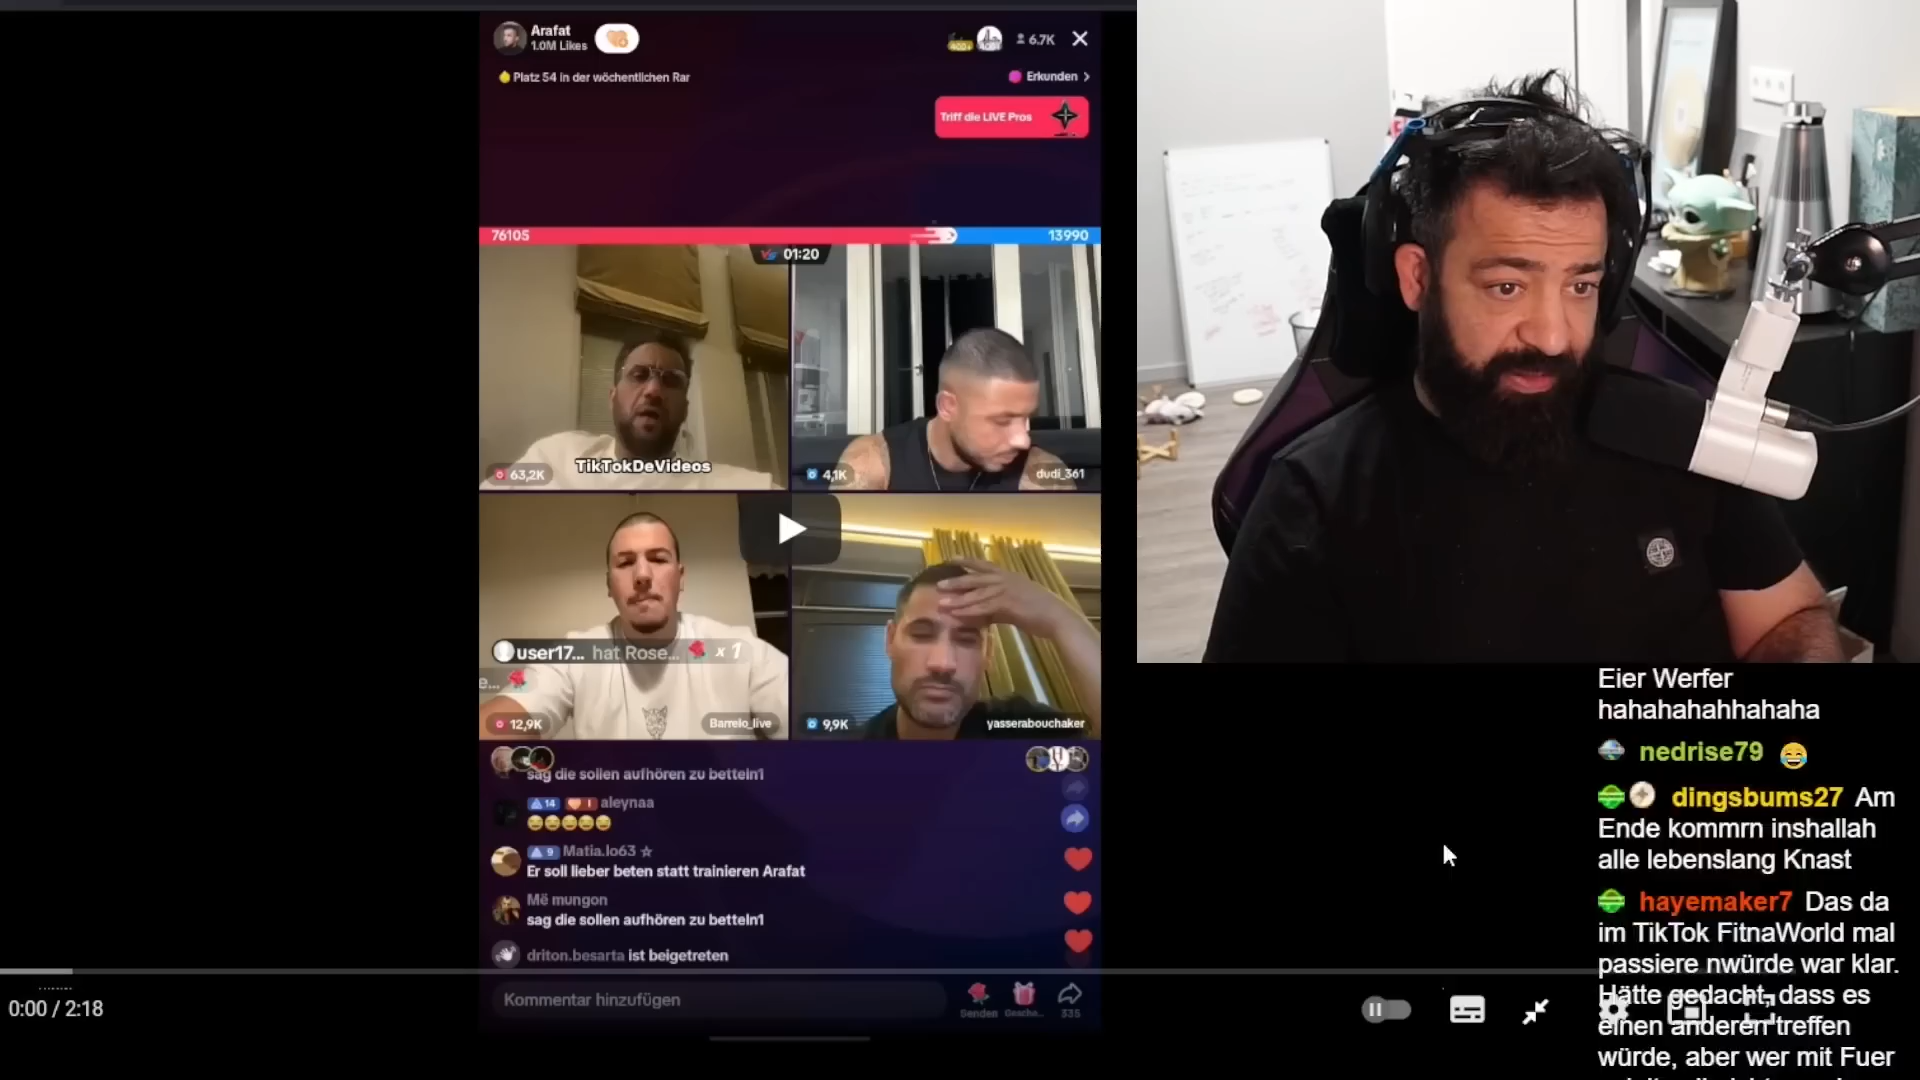 Arafat
1.0M Likes
6.7K
Platz 54 in der wöchentlichen Rar
Erkunden
Triff die LIVE Pros
76105
13990
01:20
63,2K
TikTokDeVideos
4,1K
dudi_361
user17... hat Rose... x 1
e...
12,9K
Barrelo_live
9,9K
yasserabouchaker
sag die sollen aufhören zu betteln1
14 1 aleynaa
9 Matia.lo63
Er soll lieber beten statt trainieren Arafat
Më mungon
sag die sollen aufhören zu betteln1
driton.besarta ist beigetreten
Kommentar hinzufügen
Senden
Gescha...
335
0:00 / 2:18
Eier Werfer
hahahahahhahaha
nedrise79
dingsbums27 Am
Ende kommrn inshallah
alle lebenslang Knast
hayemaker7 Das da
im TikTok FitnaWorld mal
passiere nwürde war klar.
Hätte gedacht, dass es
einen anderen treffen
würde, aber wer mit Fuer